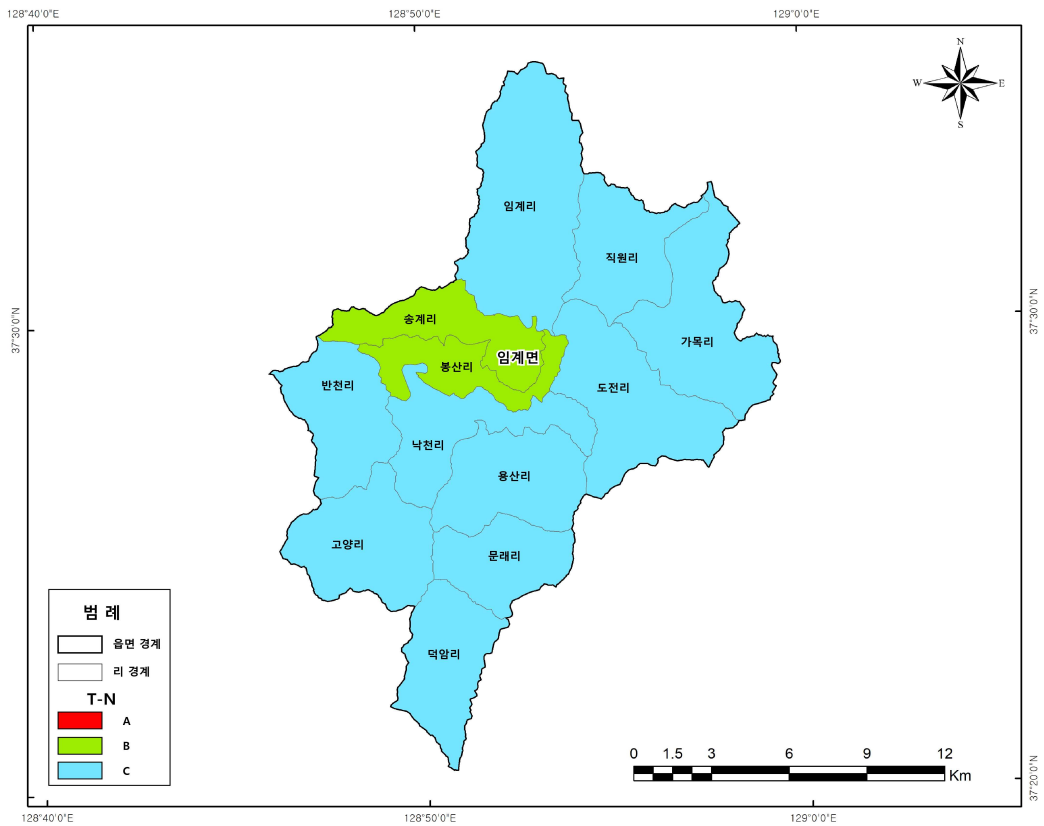 128°40'0"E
128°50'0"E
129°0'0"E
N
W
E
S
임계리
직원리
37°30'0"N
37°30'0"N
송계리
가목리
임계면
봉산리
반천리
도전리
낙천리
용산리
고양리
문래리
범 례
읍면 경계
덕암리
리 경계
T-N
A
B
C
0 1.5 3 6 9 12
Km
37°20'0"N
128°40'0"E
128°50'0"E
129°0'0"E